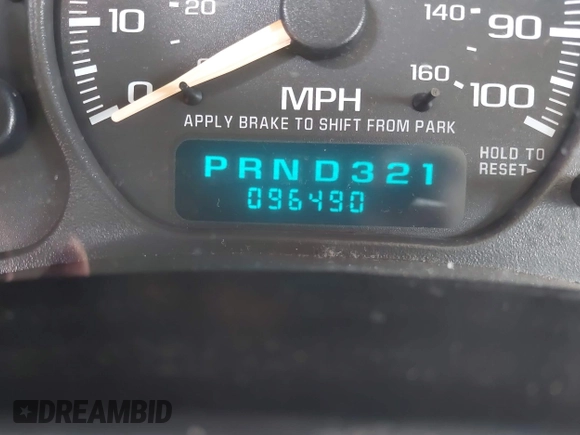 10 20 140 90
0 160 100
MPH
APPLY BRAKE TO SHIFT FROM PARK
HOLD TO
RESET
PRND321
096490
DREAMBID